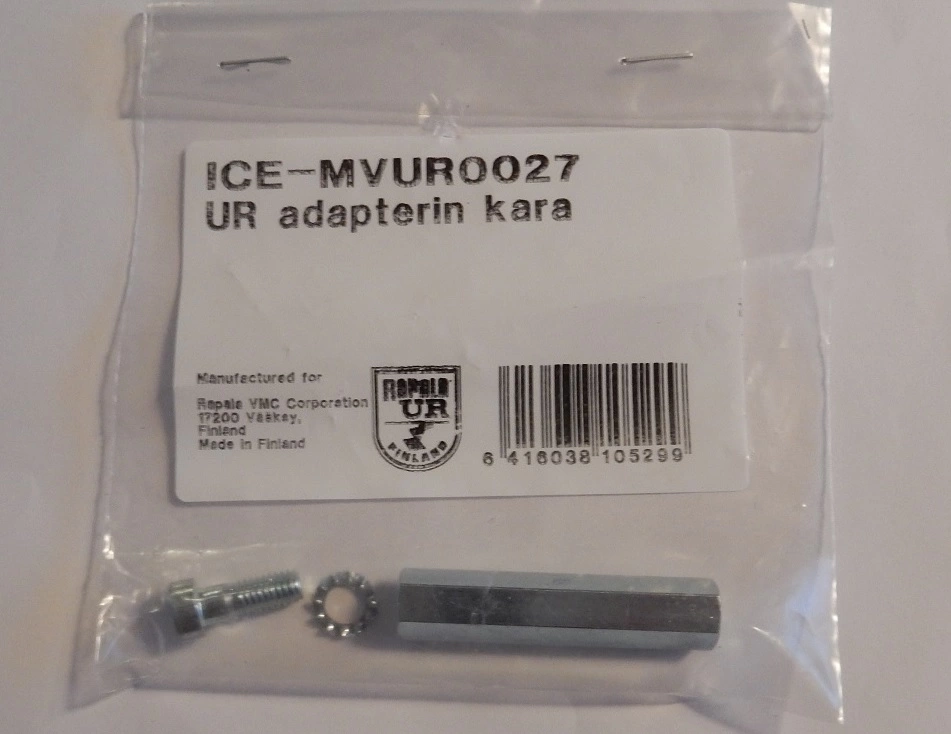 ICE-MVUR0027
UR adapterin kara
Manufactured for
Rapala VMC Corporation
17200 Vääksy,
Finland
Made in Finland
Rapala
UR
FINLAND
6 416038 105299